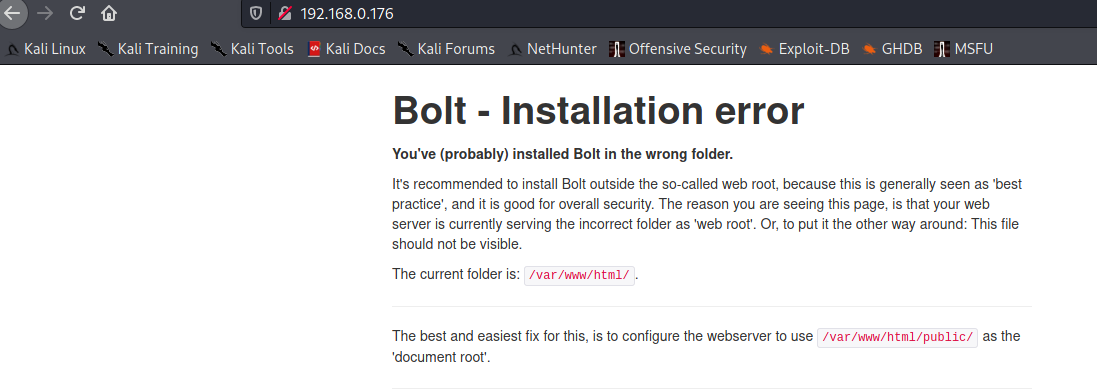 192.168.0.176
Kali Linux Kali Training Kali Tools Kali Docs Kali Forums NetHunter Offensive Security Exploit-DB GHDB MSFU
Bolt - Installation error
You've (probably) installed Bolt in the wrong folder.
It's recommended to install Bolt outside the so-called web root, because this is generally seen as 'best
practice', and it is good for overall security. The reason you are seeing this page, is that your web
server is currently serving the incorrect folder as 'web root'. Or, to put it the other way around: This file
should not be visible.
The current folder is: /var/www/html/.
The best and easiest fix for this, is to configure the webserver to use /var/www/html/public/ as the
'document root'.